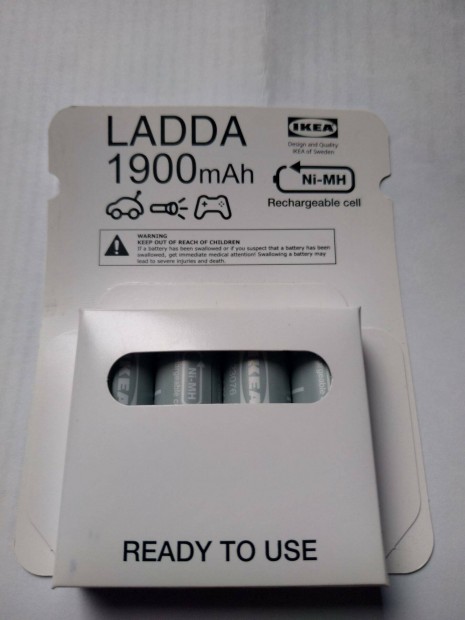 LADDA
1900mAh
IKEA
Design and Quality
IKEA of Sweden
Ni-MH
Rechargeable cell
WARNING
KEEP OUT OF REACH OF CHILDREN
If a battery has been swallowed or if you suspect that a battery has been
swallowed, get immediate medical attention! Swallowing a battery may
lead to severe injuries and death.
IKEA
Ni-MH
IKEA
READY TO USE